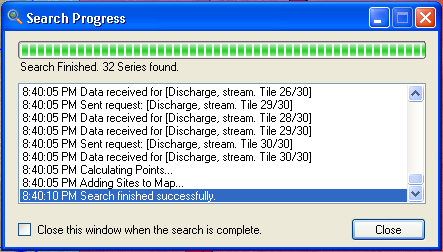 Search Progress
Search Finished. 32 Series found.
8:40:05 PM Data received for [Discharge, stream. Tile 26/30]
8:40:05 PM Sent request: [Discharge, stream. Tile 29/30]
8:40:05 PM Data received for [Discharge, stream. Tile 28/30]
8:40:05 PM Data received for [Discharge, stream. Tile 29/30]
8:40:05 PM Sent request: [Discharge, stream. Tile 30/30]
8:40:05 PM Data received for [Discharge, stream. Tile 30/30]
8:40:05 PM Calculating Points...
8:40:05 PM Adding Sites to Map...
8:40:10 PM Search finished successfully.
Close this window when the search is complete.
Close